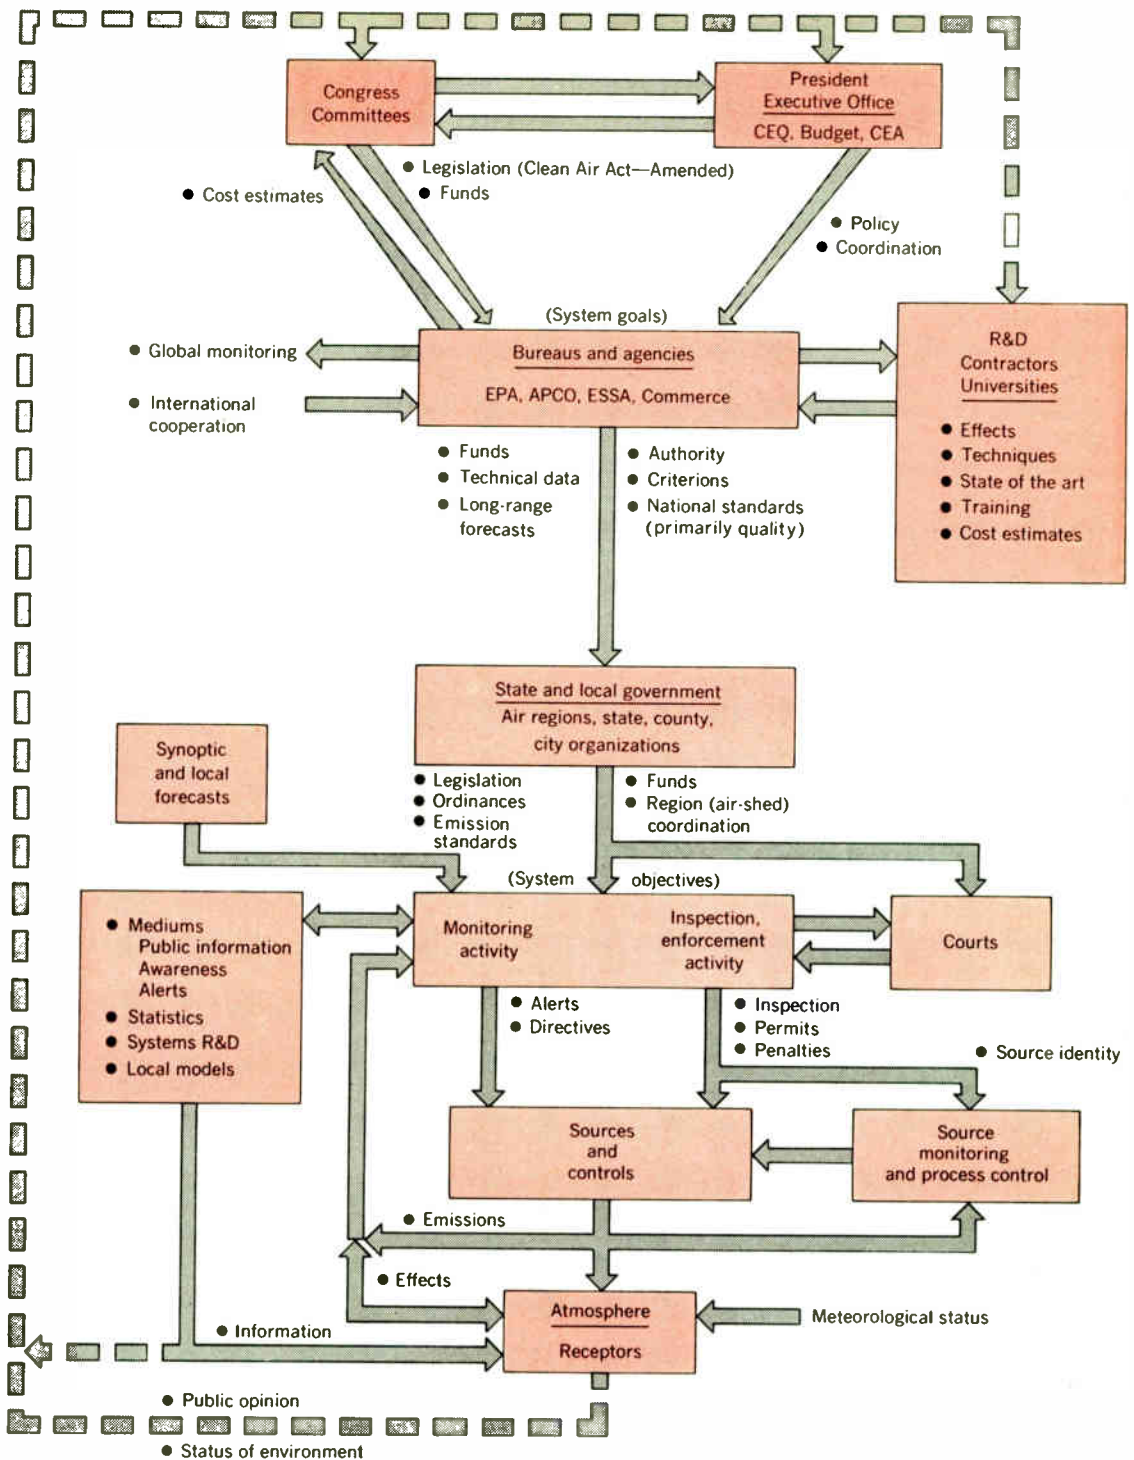 Congress
Committees
President
Executive Office
CEQ, Budget, CEA
● Legislation (Clean Air Act—Amended)
● Funds
● Cost estimates
● Policy
● Coordination
(System goals)
Bureaus and agencies
EPA, APCO, ESSA, Commerce
● Global monitoring
● International
cooperation
R&D
Contractors
Universities
● Effects
● Techniques
● State of the art
● Training
● Cost estimates
● Funds
● Technical data
● Long-range
forecasts
● Authority
● Criterions
● National standards
(primarily quality)
State and local government
Air regions, state, county,
city organizations
Synoptic
and local
forecasts
● Legislation
● Ordinances
● Emission
standards
● Funds
● Region (air-shed)
coordination
(System objectives)
● Mediums
Public information
Awareness
Alerts
● Statistics
● Systems R&D
● Local models
Monitoring
activity
Inspection,
enforcement
activity
Courts
● Alerts
● Directives
● Inspection
● Permits
● Penalties
● Source identity
Sources
and
controls
Source
monitoring
and process control
● Emissions
● Effects
Atmosphere
Receptors
Meteorological status
● Information
● Public opinion
● Status of environment